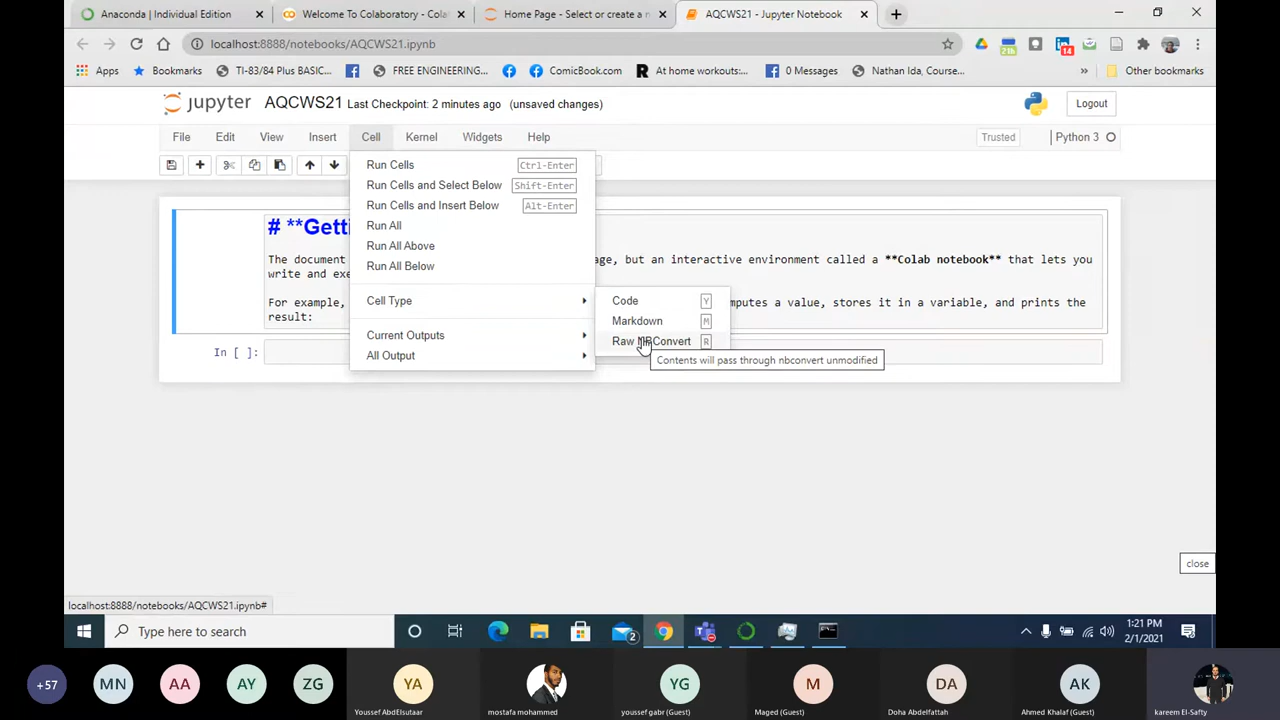 Anaconda | Individual Edition
Welcome To Colaboratory - Cola
Home Page - Select or create a n
AQCWS21 - Jupyter Notebook
localhost:8888/notebooks/AQCWS21.ipynb
21h
14
Apps
Bookmarks
TI-83/84 Plus BASIC...
FREE ENGINEERING...
ComicBook.com
At home workouts:...
0 Messages
Nathan Ida, Course...
»
Other bookmarks
jupyter
AQCWS21 Last Checkpoint: 2 minutes ago (unsaved changes)
Logout
File
Edit
View
Insert
Cell
Kernel
Widgets
Help
Trusted
Python 3
Run Cells Ctrl-Enter
Run Cells and Select Below Shift-Enter
Run Cells and Insert Below Alt-Enter
Run All
Run All Above
Run All Below
Cell Type
Current Outputs
All Output
Code Y
Markdown M
Raw NBConvert R
Contents will pass through nbconvert unmodified
# **Getti
The document age, but an interactive environment called a **Colab notebook** that lets you
write and exe
For example, mputes a value, stores it in a variable, and prints the
result:
In [ ]:
close
localhost:8888/notebooks/AQCWS21.ipynb#
Type here to search
2
1:21 PM
2/1/2021
+57
MN
AA
AY
ZG
YA
Youssef AbdElsutaar
mostafa mohammed
YG
youssef gabr (Guest)
M
Maged (Guest)
DA
Doha Abdelfattah
AK
Ahmed Khalaf (Guest)
kareem El-Safty